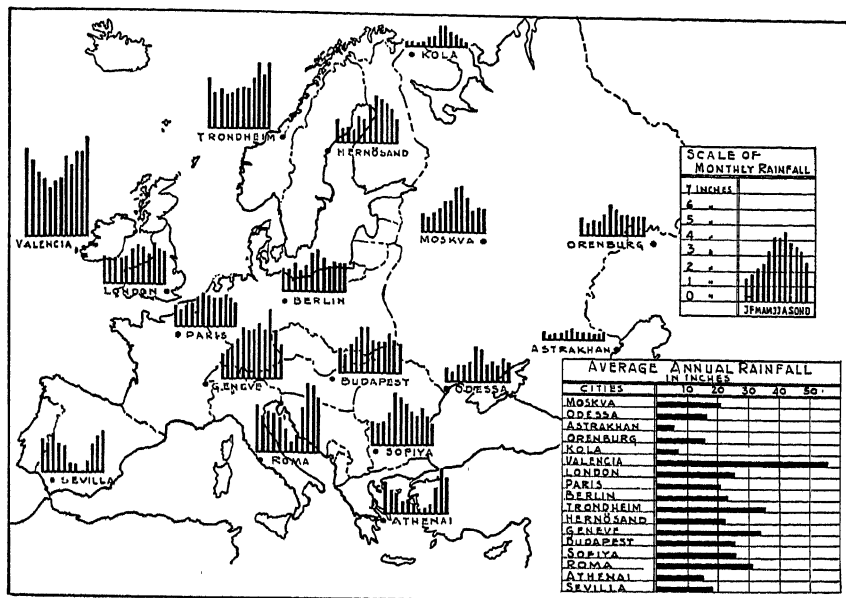 KOLA
TRONDHEIM
HERNÖSAND
SCALE OF
MONTHLY RAINFALL
7 INCHES
6 "
5 "
4 "
3 "
2 "
1 "
0 "
JFMAMJJASOND
VALENCIA
MOSKVA
ORENBURG
LONDON
BERLIN
PARIS
ASTRAKHAN
GENEVE
BUDAPEST
ODESSA
ROMA
SOFIYA
SEVILLA
ATHENAI
AVERAGE ANNUAL RAINFALL
IN INCHES
CITIES 10 20 30 40 50
MOSKVA
ODESSA
ASTRAKHAN
ORENBURG
KOLA
VALENCIA
LONDON
PARIS
BERLIN
TRONDHEIM
HERNÖSAND
GENEVE
BUDAPEST
SOFIYA
ROMA
ATHENAI
SEVILLA